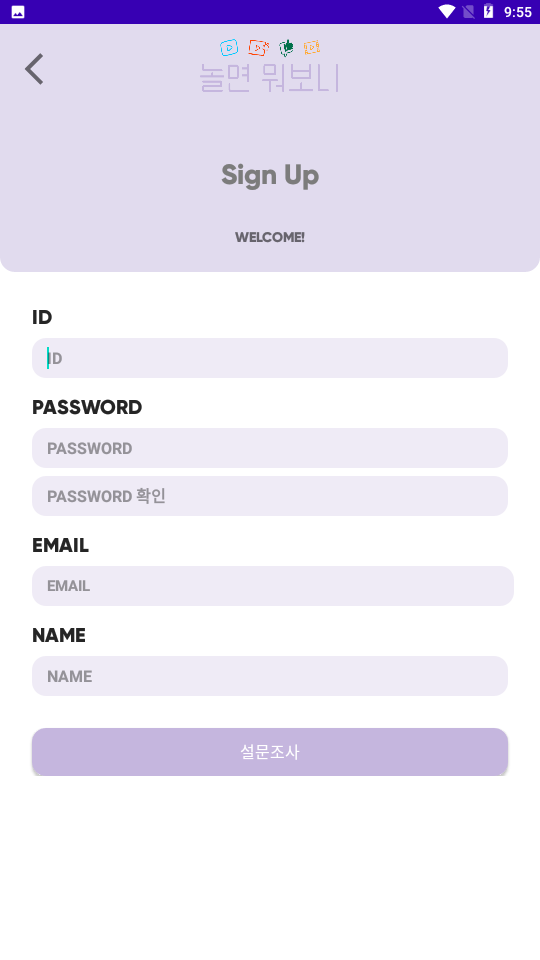 9:55
놀면 뭐보니
Sign Up
WELCOME!
ID
ID
PASSWORD
PASSWORD
PASSWORD 확인
EMAIL
EMAIL
NAME
NAME
설문조사